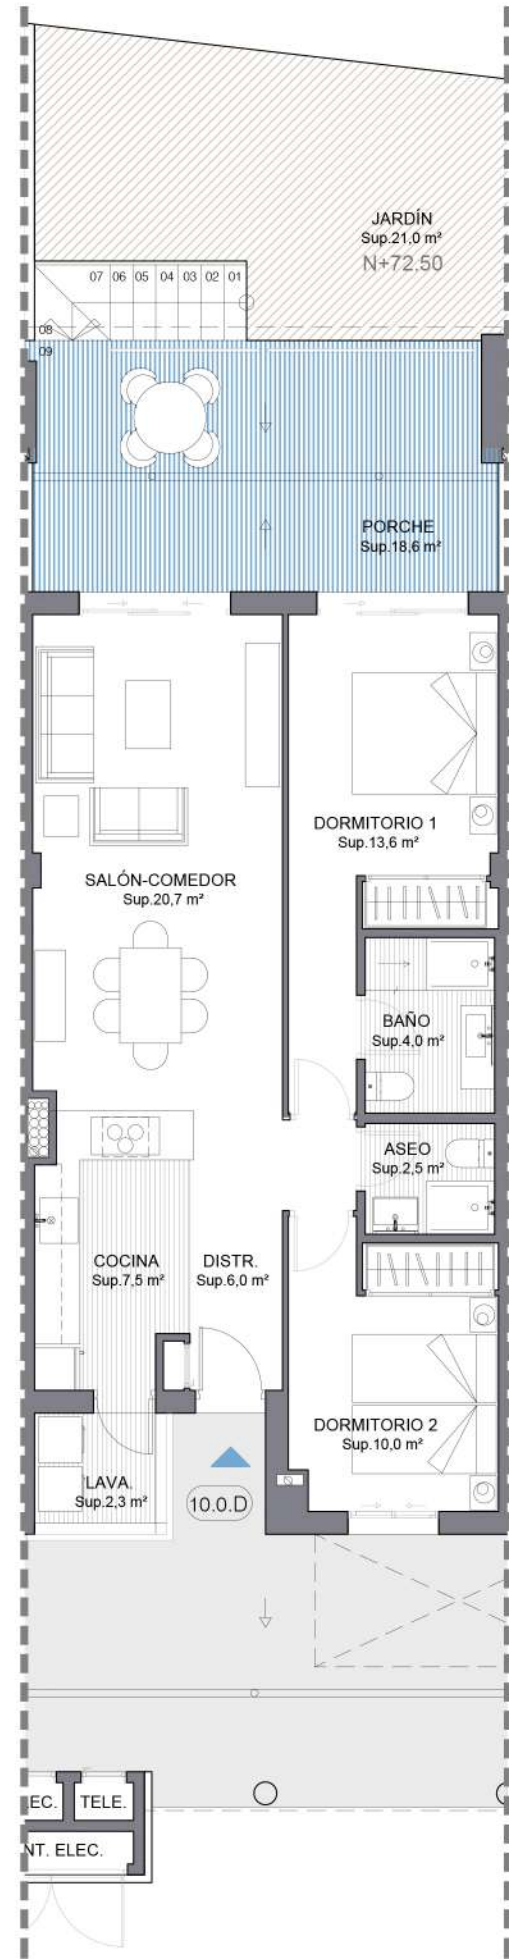 JARDÍN
Sup.21,0 m²
N+72,50
07 06 05 04 03 02 01
08
09
PORCHE
Sup.18,6 m²
DORMITORIO 1
Sup.13,6 m²
SALÓN-COMEDOR
Sup.20,7 m²
BAÑO
Sup.4,0 m²
ASEO
Sup.2,5 m²
COCINA
Sup.7,5 m²
DISTR.
Sup.6,0 m²
DORMITORIO 2
Sup.10,0 m²
LAVA.
Sup.2,3 m²
10.0.D
EC.
TELE.
NT. ELEC.